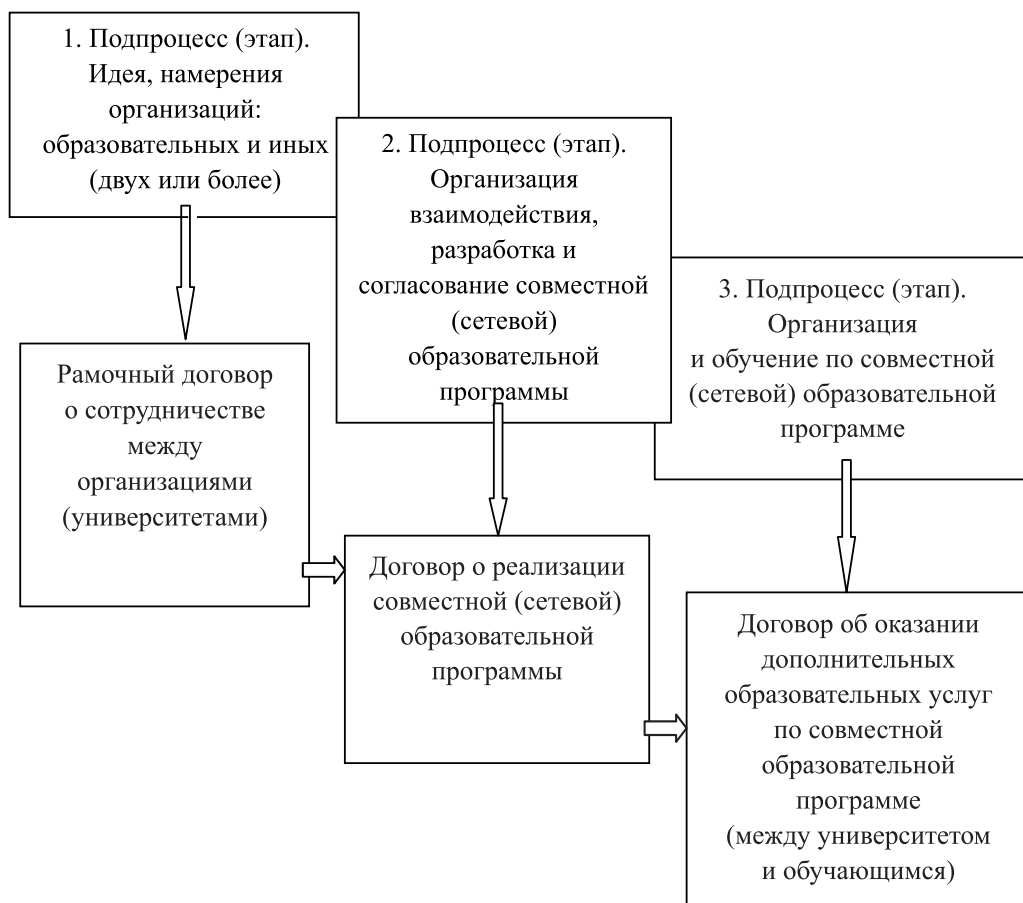 1. Подпроцесс (этап).
Идея, намерения
организаций:
образовательных и иных
(двух или более)
2. Подпроцесс (этап).
Организация
взаимодействия,
разработка и
согласование совместной
(сетевой)
образовательной
программы
3. Подпроцесс (этап).
Организация
и обучение по совместной
(сетевой) образовательной
программе
Рамочный договор
о сотрудничестве
между
организациями
(университетами)
Договор о реализации
совместной (сетевой)
образовательной
программы
Договор об оказании
дополнительных
образовательных услуг
по совместной
образовательной
программе
(между университетом
и обучающимся)